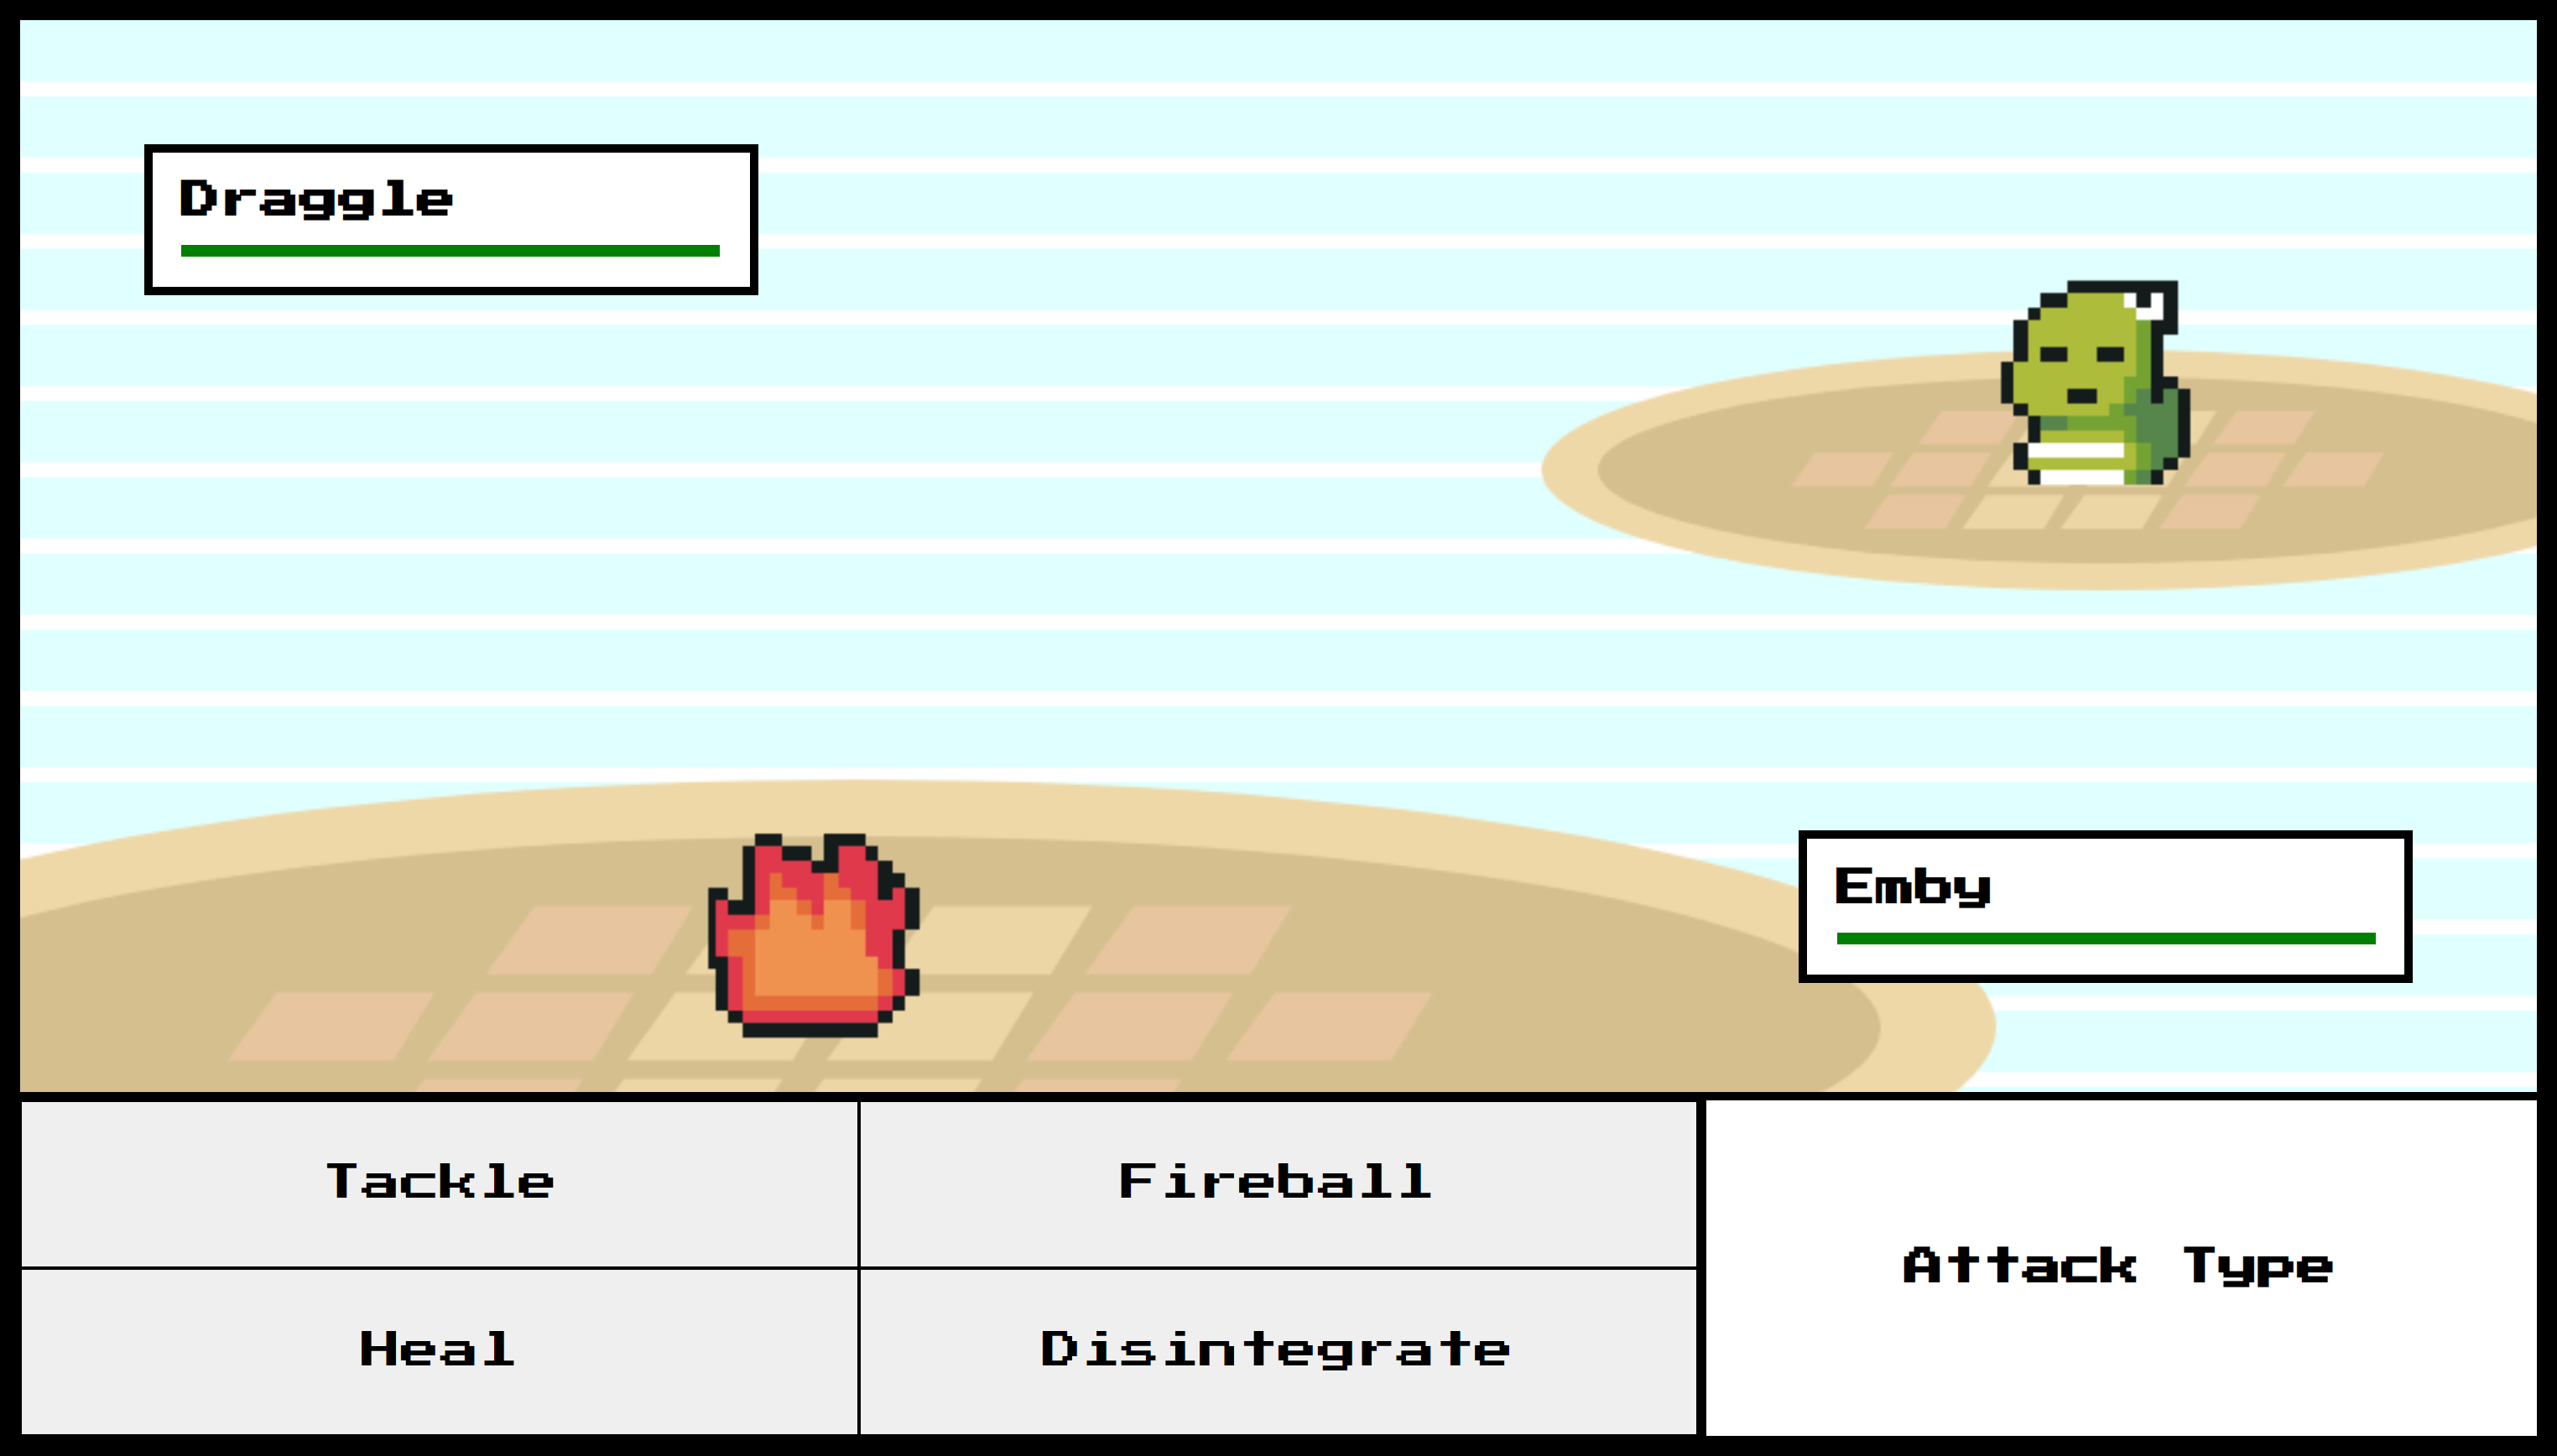 Draggle
Emby
Tackle
Fireball
Heal
Disintegrate
Attack Type